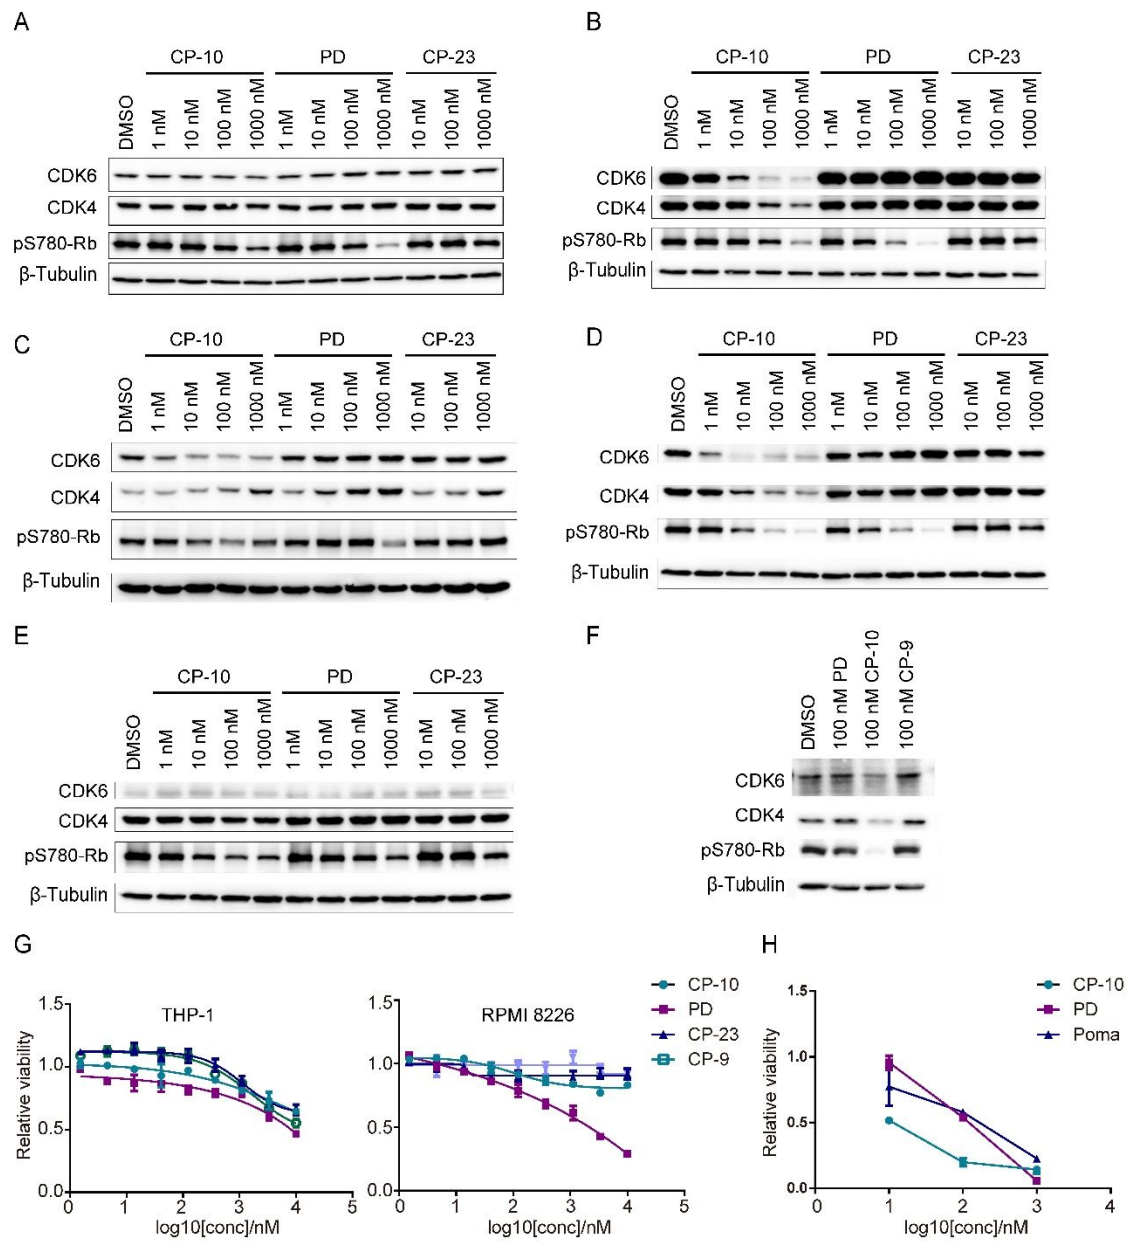 A
CP-10 PD CP-23
DMSO 1 nM 10 nM 100 nM 1000 nM 1 nM 10 nM 100 nM 1000 nM 10 nM 100 nM 1000 nM
CDK6
CDK4
pS780-Rb
β-Tubulin
B
CP-10 PD CP-23
DMSO 1 nM 10 nM 100 nM 1000 nM 1 nM 10 nM 100 nM 1000 nM 10 nM 100 nM 1000 nM
CDK6
CDK4
pS780-Rb
β-Tubulin
C
CP-10 PD CP-23
DMSO 1 nM 10 nM 100 nM 1000 nM 1 nM 10 nM 100 nM 1000 nM 10 nM 100 nM 1000 nM
CDK6
CDK4
pS780-Rb
β-Tubulin
D
CP-10 PD CP-23
DMSO 1 nM 10 nM 100 nM 1000 nM 1 nM 10 nM 100 nM 1000 nM 10 nM 100 nM 1000 nM
CDK6
CDK4
pS780-Rb
β-Tubulin
E
CP-10 PD CP-23
DMSO 1 nM 10 nM 100 nM 1000 nM 1 nM 10 nM 100 nM 1000 nM 10 nM 100 nM 1000 nM
CDK6
CDK4
pS780-Rb
β-Tubulin
F
DMSO 100 nM PD 100 nM CP-10 100 nM CP-9
CDK6
CDK4
pS780-Rb
β-Tubulin
G
THP-1
Relative viability
1.5
1.0
0.5
0.0
0 1 2 3 4 5
log10[conc]/nM
RPMI 8226
Relative viability
1.5
1.0
0.5
0.0
0 1 2 3 4 5
log10[conc]/nM
CP-10
PD
CP-23
CP-9
H
Relative viability
1.5
1.0
0.5
0.0
0 1 2 3 4
log10[conc]/nM
CP-10
PD
Poma